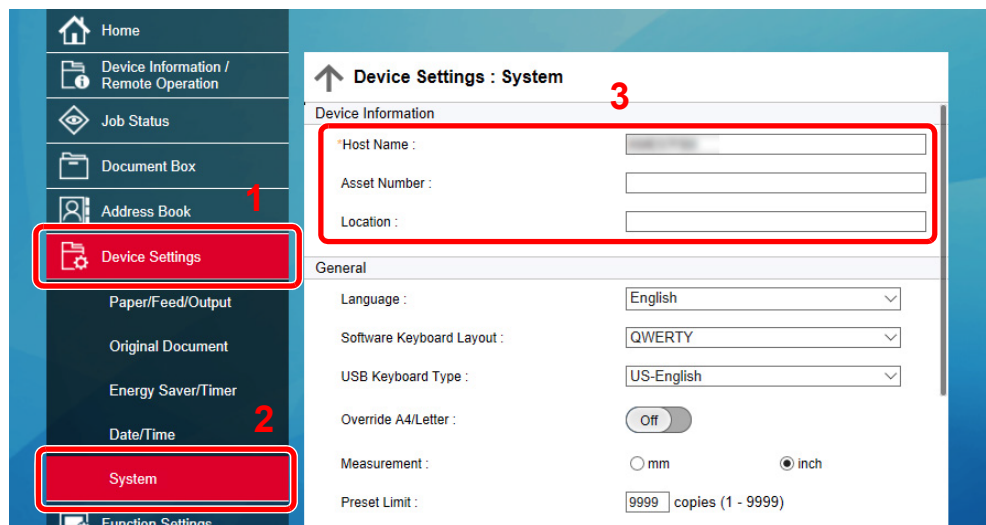 Home
Device Information /
Remote Operation
Job Status
Document Box
1
Address Book
Device Settings
Paper/Feed/Output
Original Document
Energy Saver/Timer
2
Date/Time
System
Function Settings
Device Settings : System
3
Device Information
*Host Name :
Asset Number :
Location :
General
Language : English
Software Keyboard Layout : QWERTY
USB Keyboard Type : US-English
Override A4/Letter : Off
Measurement : mm inch
Preset Limit : 9999 copies (1 - 9999)